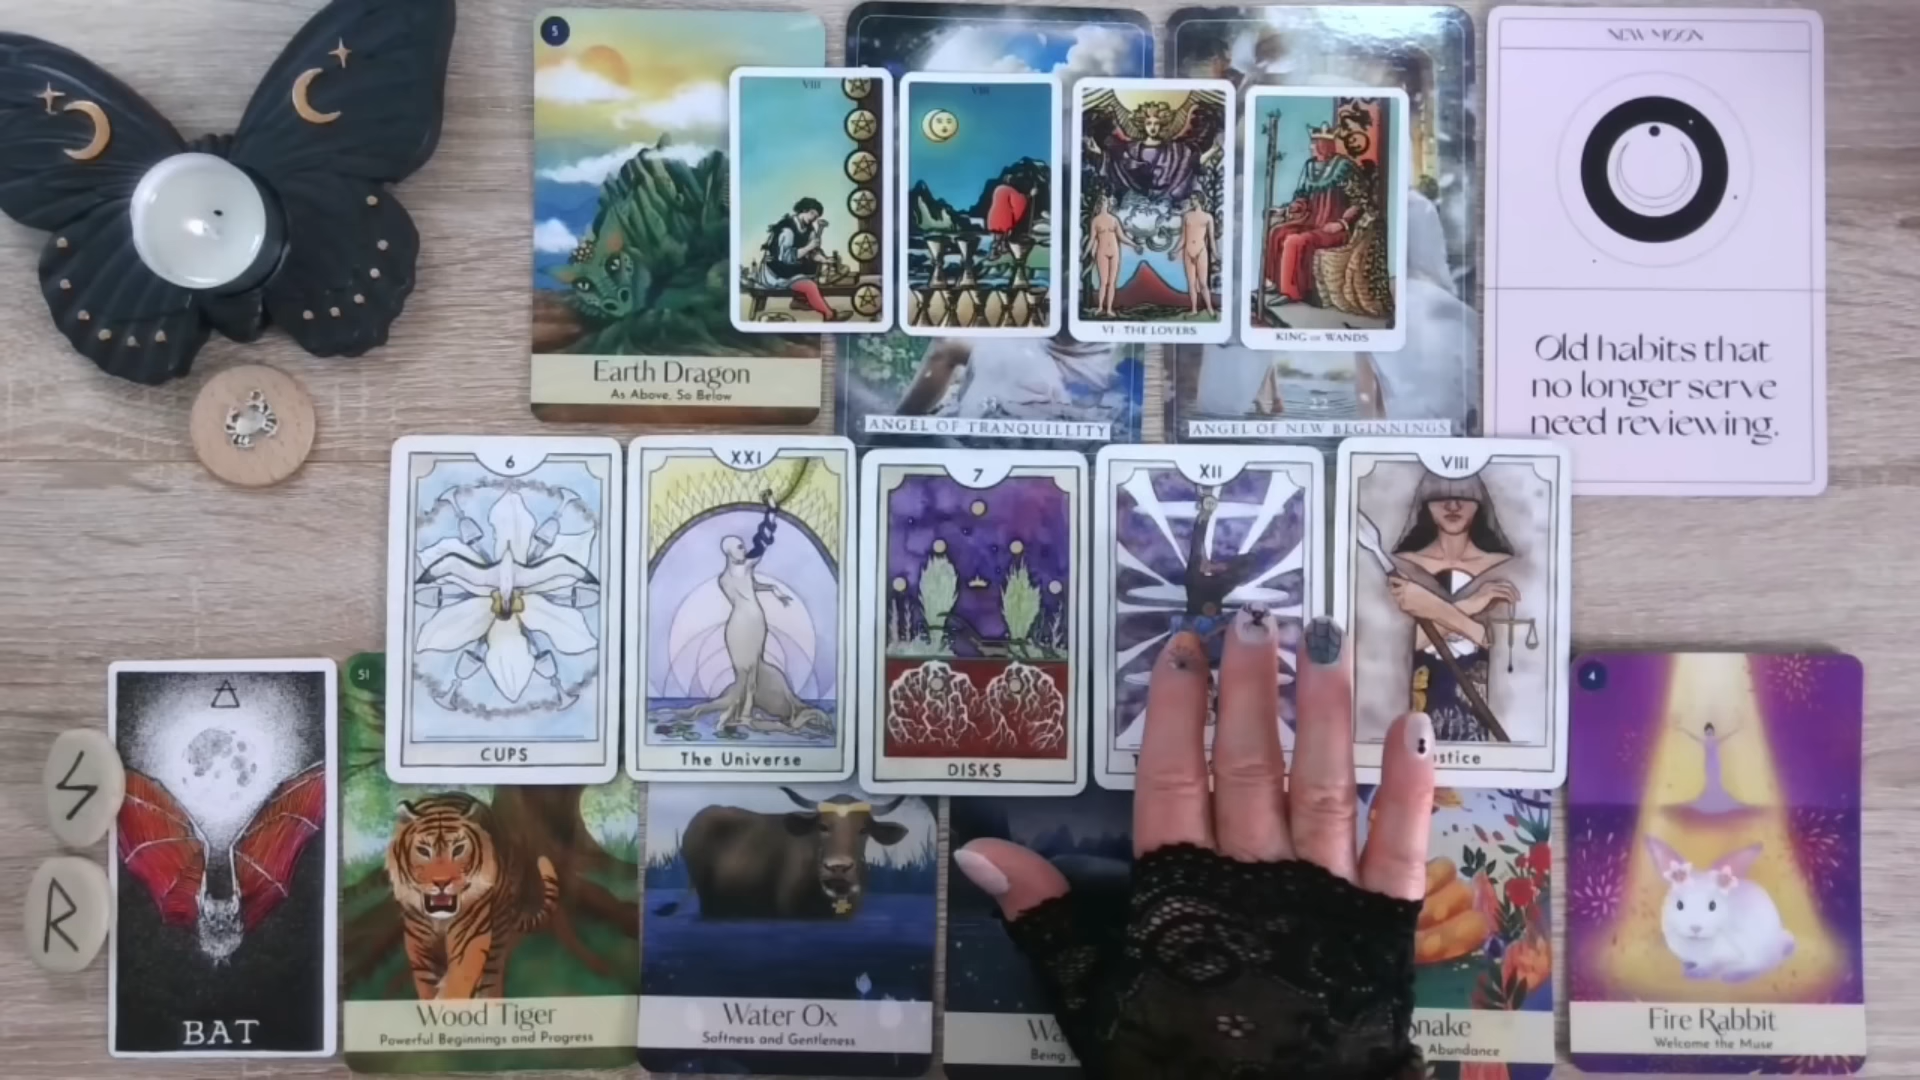 5
Earth Dragon
As Above, So Below
VIII
VIII
VI . THE LOVERS
KING OF WANDS
ANGEL OF TRANQUILLITY
ANGEL OF NEW BEGINNINGS
NEW MOON
Old habits that
no longer serve
need reviewing.
6
CUPS
XXI
The Universe
7
DISKS
XII
VIII
BAT
51
Wood Tiger
Powerful Beginnings and Progress
Water Ox
Softness and Gentleness
Being
Abundance
4
Fire Rabbit
Welcome the Muse